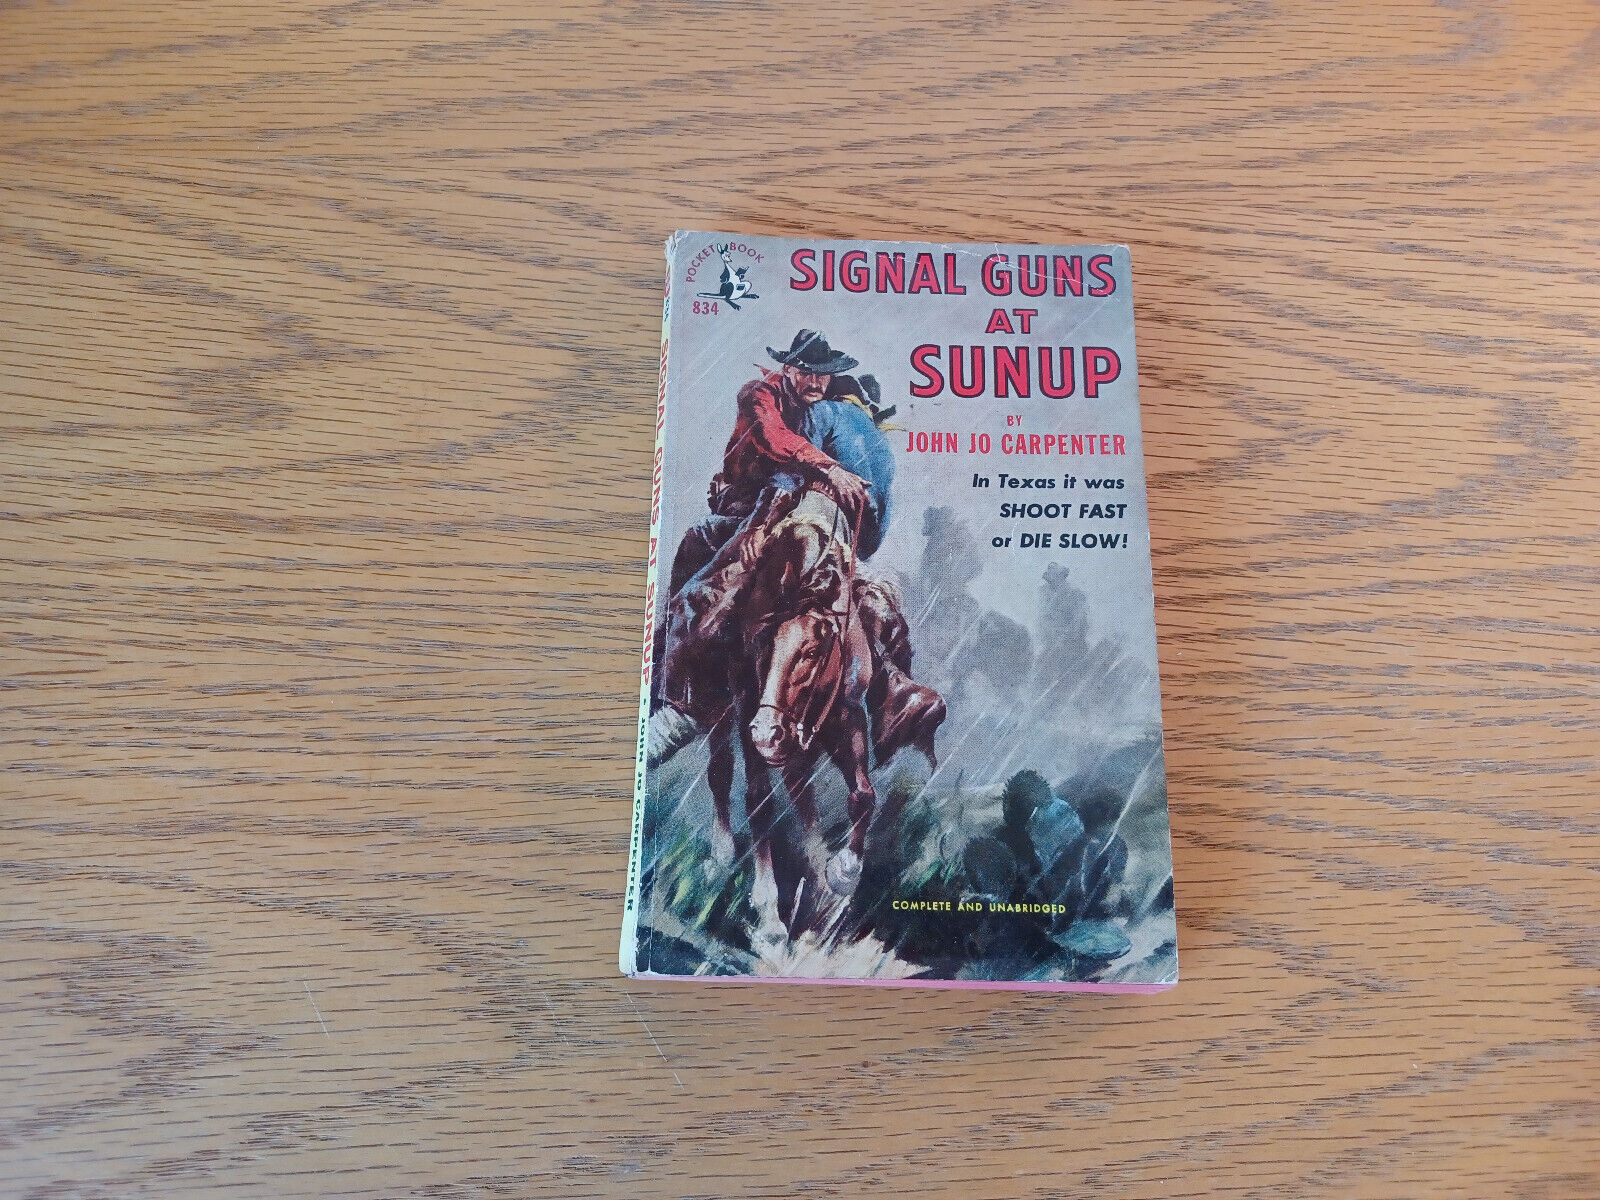 POCKET BOOK
834
SIGNAL GUNS
AT
SUNUP
BY
JOHN JO CARPENTER
In Texas it was
SHOOT FAST
or DIE SLOW!
COMPLETE AND UNABRIDGED
SIGNAL GUNS AT SUNUP • JOHN JO CARPENTER